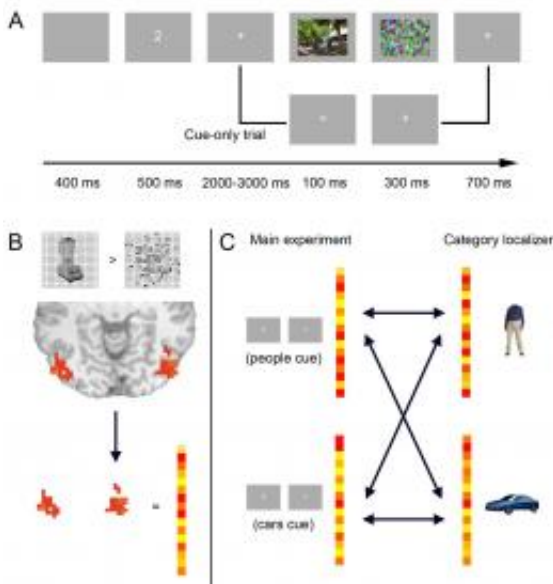 A
2
Cue-only trial
400 ms 500 ms 2000-3000 ms 100 ms 300 ms 700 ms
B
>
=
C
Main experiment Category localizer
(people cue)
(cars cue)